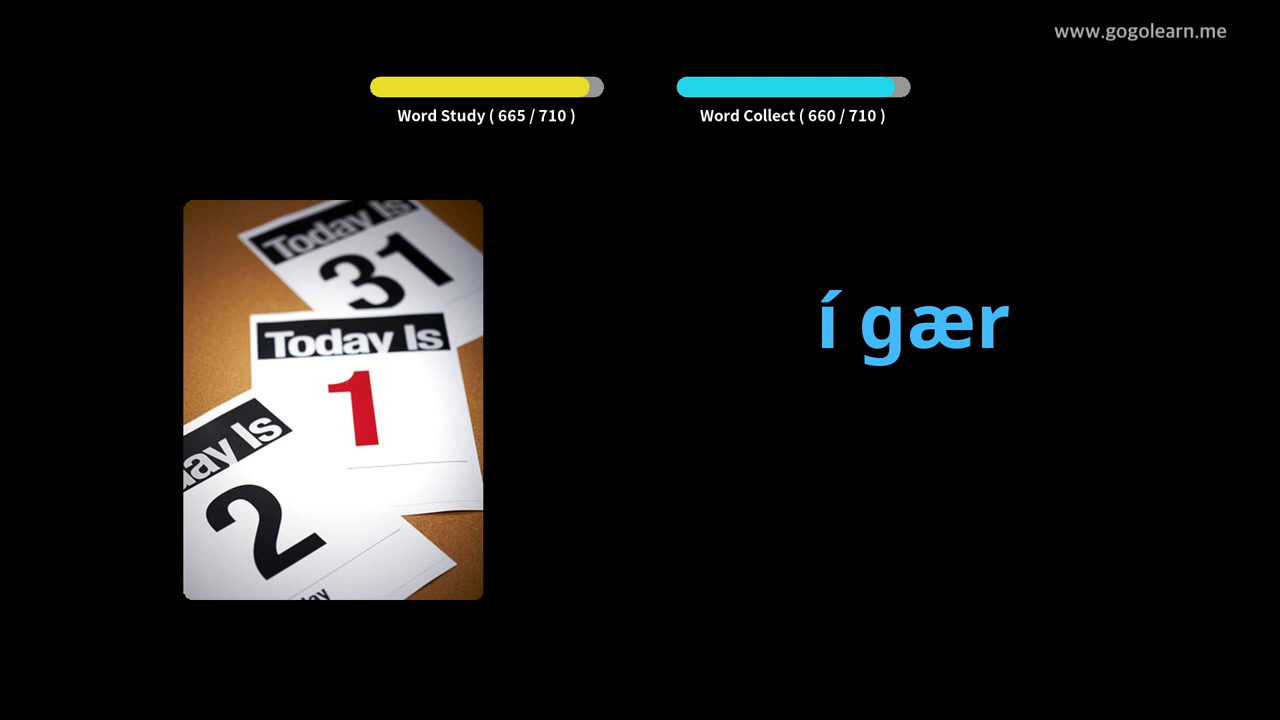 www.gogolearn.me
Word Study ( 665 / 710 )
Word Collect ( 660 / 710 )
Today Is
31
Today Is
1
í gær
ay Is
2